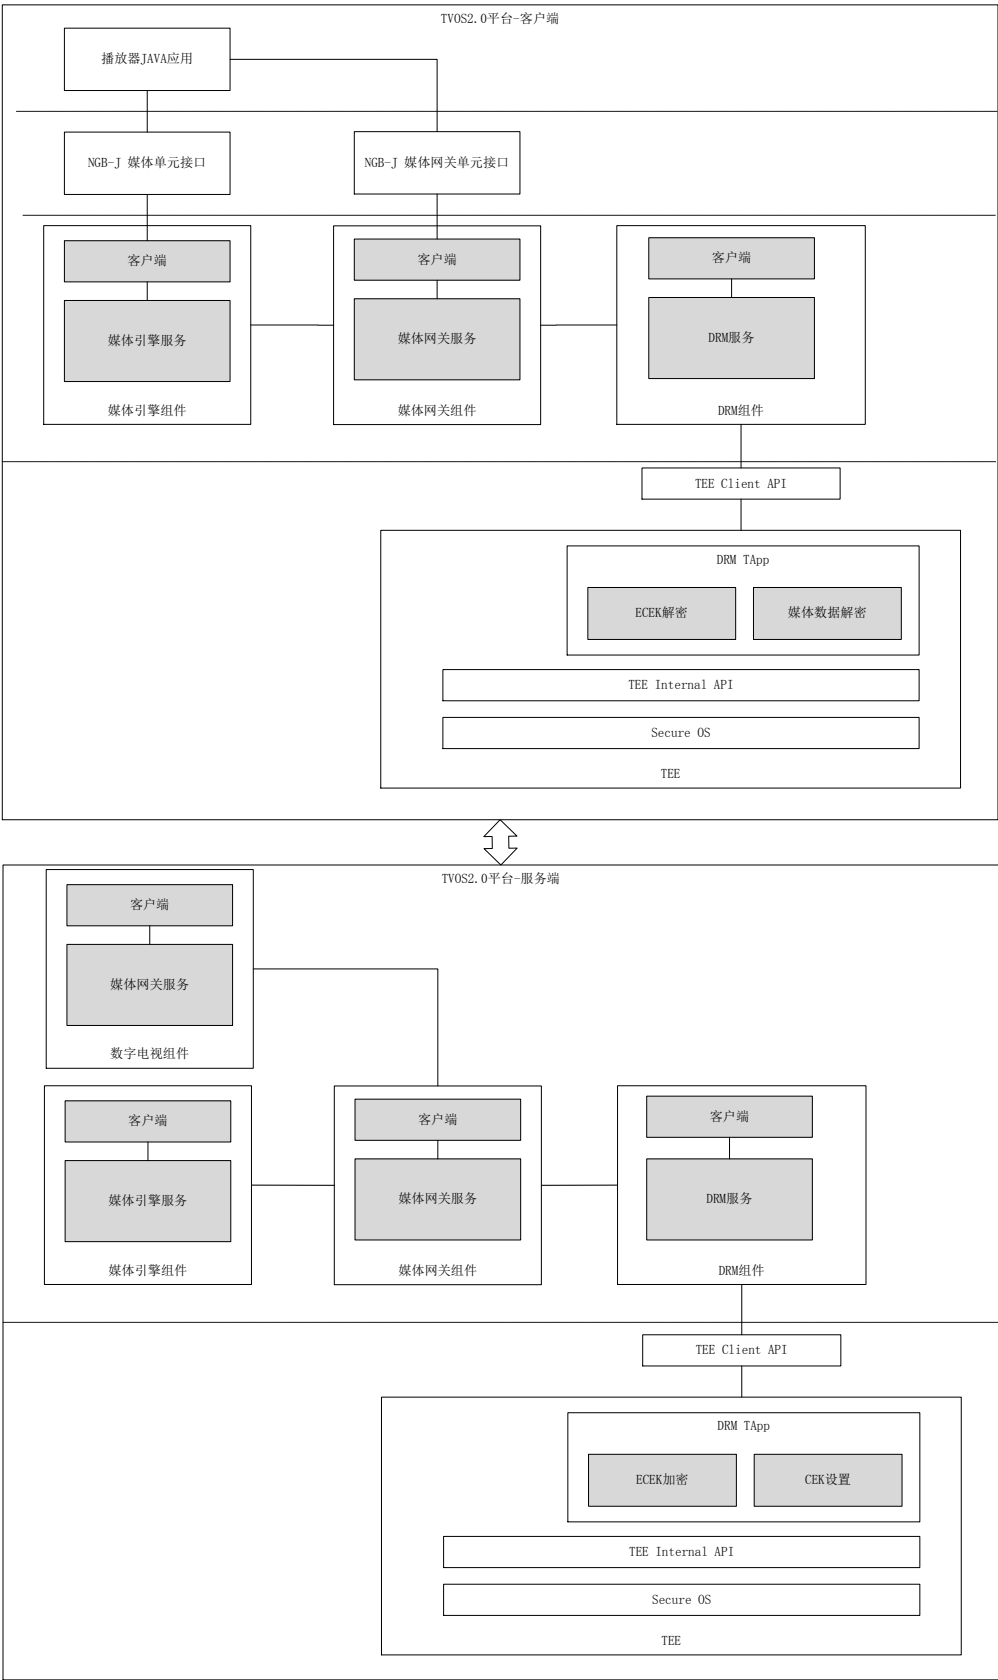 TVOS2.0平台-客户端
播放器JAVA应用
NGB-J 媒体单元接口
NGB-J 媒体网关单元接口
客户端
客户端
客户端
媒体引擎服务
媒体网关服务
DRM服务
媒体引擎组件
媒体网关组件
DRM组件
TEE Client API
DRM TApp
ECEK解密
媒体数据解密
TEE Internal API
Secure OS
TEE
TVOS2.0平台-服务端
客户端
媒体网关服务
数字电视组件
客户端
客户端
客户端
媒体引擎服务
媒体网关服务
DRM服务
媒体引擎组件
媒体网关组件
DRM组件
TEE Client API
DRM TApp
ECEK加密
CEK设置
TEE Internal API
Secure OS
TEE